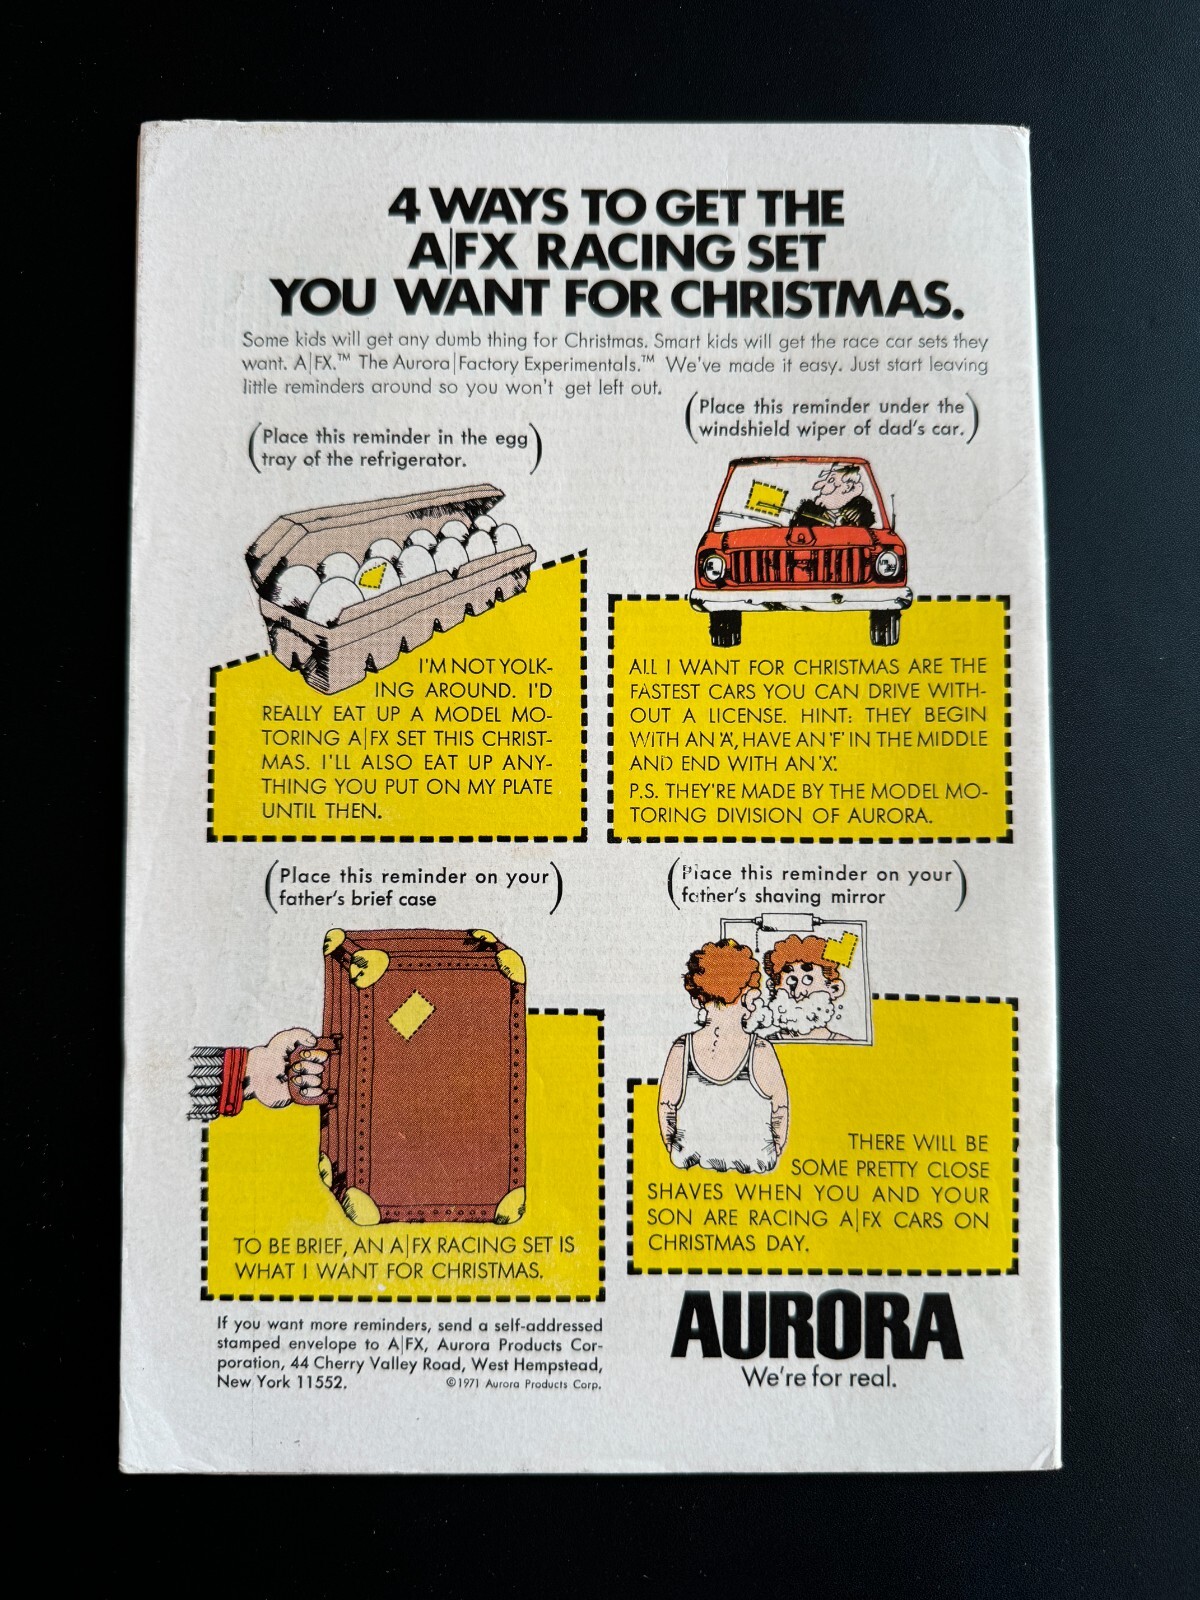 4 WAYS TO GET THE
A|FX RACING SET
YOU WANT FOR CHRISTMAS.
Some kids will get any dumb thing for Christmas. Smart kids will get the race car sets they
want. A|FX.™ The Aurora|Factory Experimentals.™ We've made it easy. Just start leaving
little reminders around so you won't get left out.
(Place this reminder in the egg
tray of the refrigerator.)
I'M NOT YOLK-
ING AROUND. I'D
REALLY EAT UP A MODEL MO-
TORING A|FX SET THIS CHRIST-
MAS. I'LL ALSO EAT UP ANY-
THING YOU PUT ON MY PLATE
UNTIL THEN.
(Place this reminder under the
windshield wiper of dad's car.)
ALL I WANT FOR CHRISTMAS ARE THE
FASTEST CARS YOU CAN DRIVE WITH-
OUT A LICENSE. HINT: THEY BEGIN
WITH AN 'A', HAVE AN 'F' IN THE MIDDLE
AND END WITH AN 'X'.
P.S. THEY'RE MADE BY THE MODEL MO-
TORING DIVISION OF AURORA.
(Place this reminder on your
father's brief case)
TO BE BRIEF, AN A|FX RACING SET IS
WHAT I WANT FOR CHRISTMAS.
(Place this reminder on your
father's shaving mirror)
THERE WILL BE
SOME PRETTY CLOSE
SHAVES WHEN YOU AND YOUR
SON ARE RACING A|FX CARS ON
CHRISTMAS DAY.
If you want more reminders, send a self-addressed
stamped envelope to A|FX, Aurora Products Cor-
poration, 44 Cherry Valley Road, West Hempstead,
New York 11552. ©1971 Aurora Products Corp.
AURORA
We're for real.